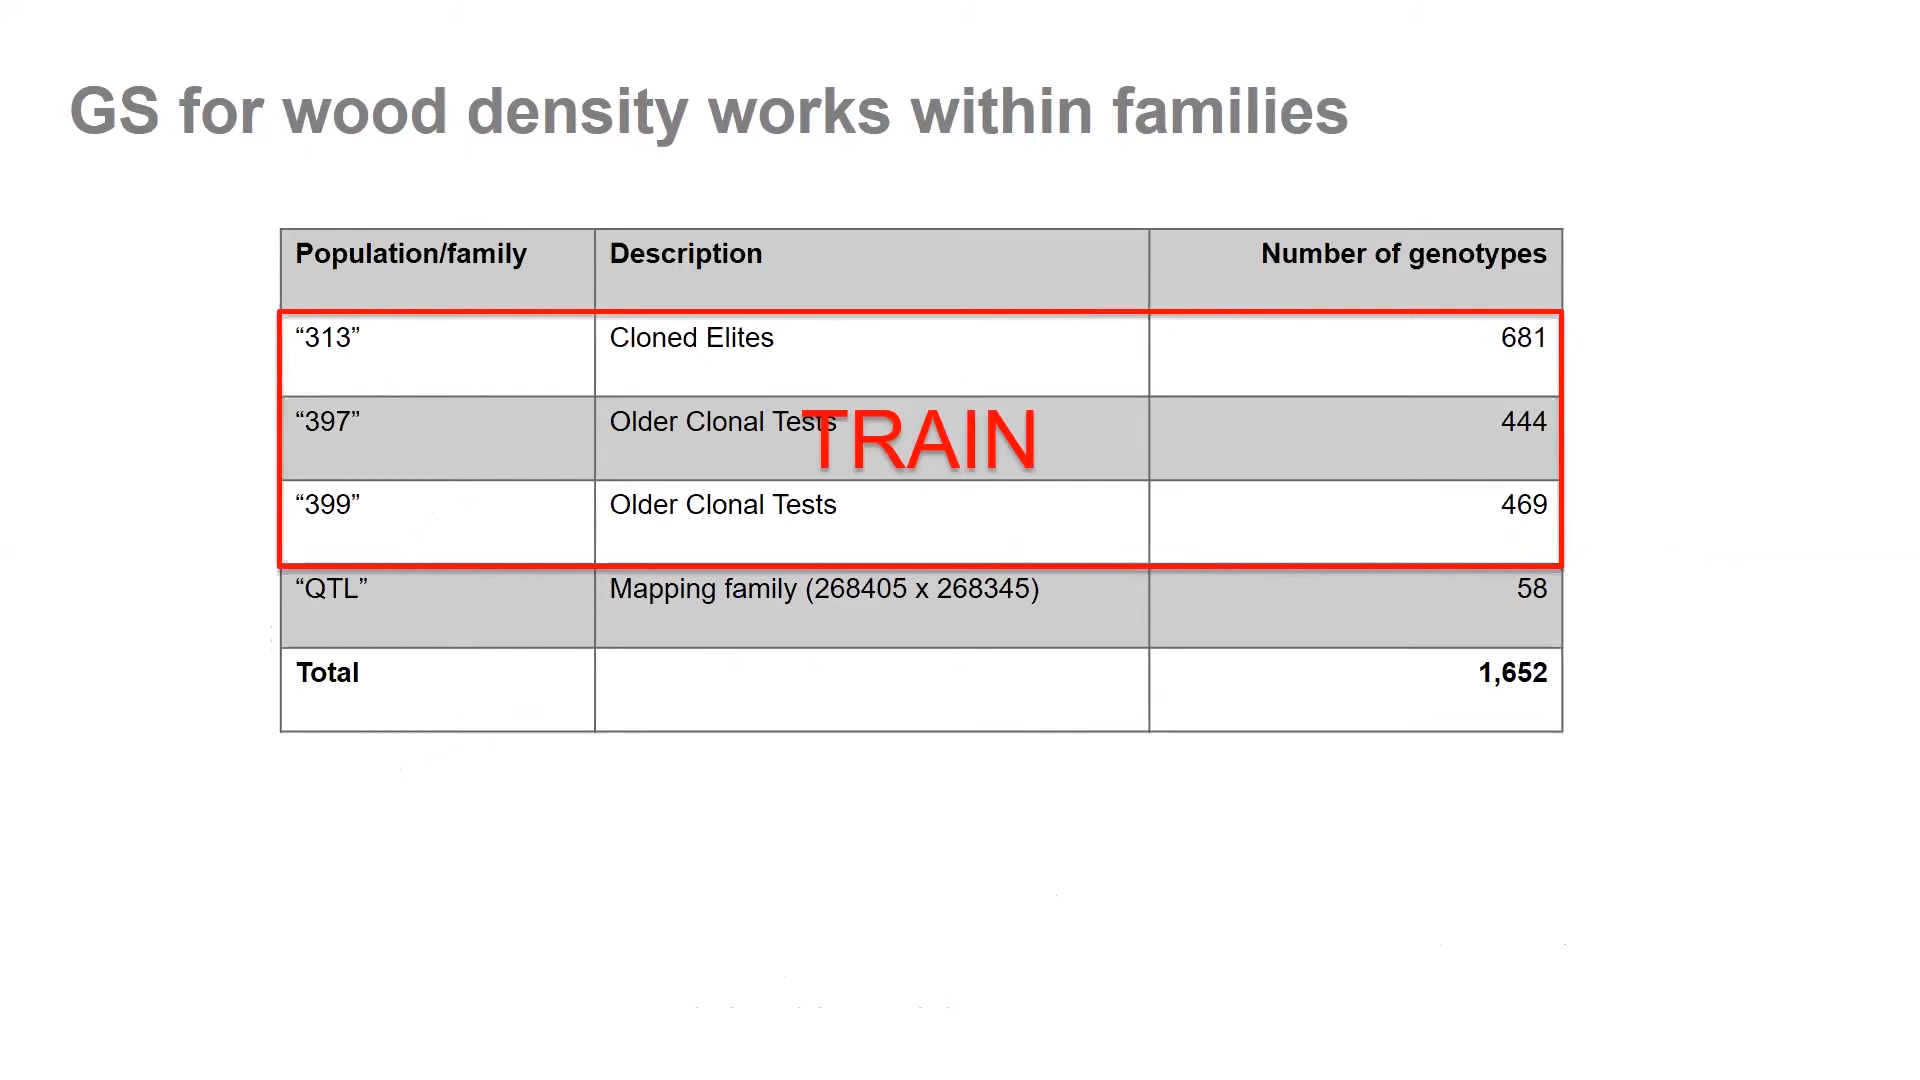 GS for wood density works within families
Population/family Description Number of genotypes
“313” Cloned Elites 681
“397” Older Clonal Tests 444
TRAIN
“399” Older Clonal Tests 469
“QTL” Mapping family (268405 x 268345) 58
Total 1,652